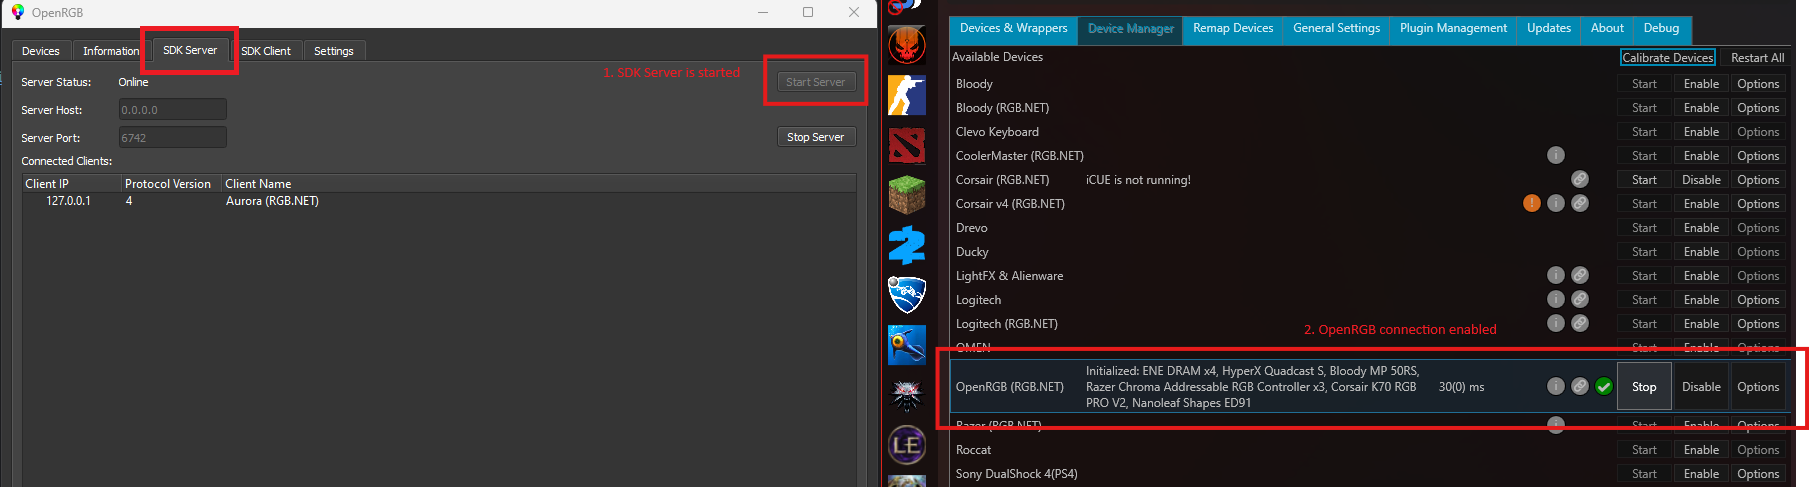 OpenRGB
Devices Information SDK Server SDK Client Settings
Server Status: Online
1. SDK Server is started
Start Server
Server Host: 0.0.0.0
Server Port: 6742
Stop Server
Connected Clients:
Client IP Protocol Version Client Name
127.0.0.1 4 Aurora (RGB.NET)
Devices & Wrappers Device Manager Remap Devices General Settings Plugin Management Updates About Debug
Available Devices Calibrate Devices Restart All
Bloody Start Enable Options
Bloody (RGB.NET) Start Enable Options
Clevo Keyboard Start Enable Options
CoolerMaster (RGB.NET) Start Enable Options
Corsair (RGB.NET) iCUE is not running! Start Disable Options
Corsair v4 (RGB.NET) Start Enable Options
Drevo Start Enable Options
Ducky Start Enable Options
LightFX & Alienware Start Enable Options
Logitech Start Enable Options
Logitech (RGB.NET) Start Enable Options
2. OpenRGB connection enabled
OMEN Start Enable Options
OpenRGB (RGB.NET) Initialized: ENE DRAM x4, HyperX Quadcast S, Bloody MP 50RS,
Razer Chroma Addressable RGB Controller x3, Corsair K70 RGB
PRO V2, Nanoleaf Shapes ED91
30(0) ms Stop Disable Options
Razer (RGB.NET) Start Enable Options
Roccat Start Enable Options
Sony DualShock 4(PS4) Start Enable Options
LE